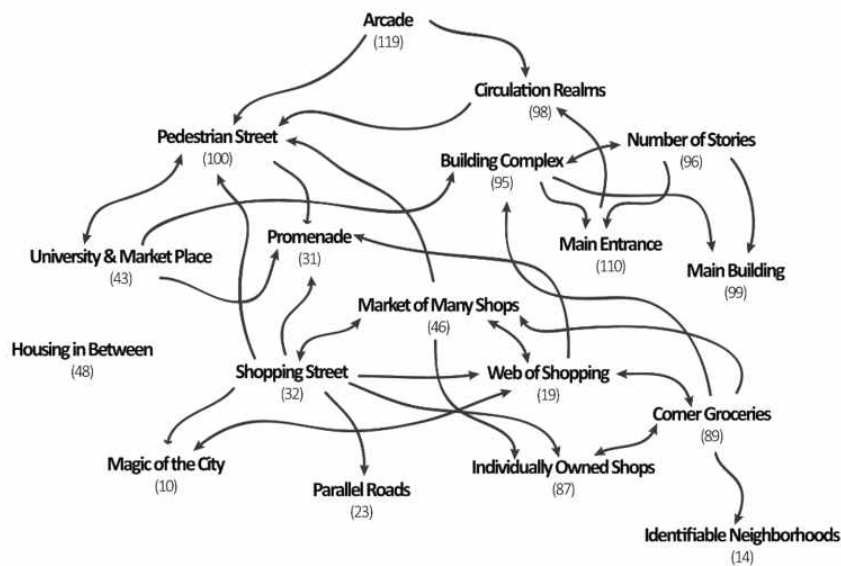 Arcade
(119)
Circulation Realms
(98)
Pedestrian Street
(100)
Number of Stories
(96)
Building Complex
(95)
Promenade
(31)
Main Entrance
(110)
University & Market Place
(43)
Main Building
(99)
Market of Many Shops
(46)
Housing in Between
(48)
Shopping Street
(32)
Web of Shopping
(19)
Corner Groceries
(89)
Magic of the City
(10)
Individually Owned Shops
(87)
Parallel Roads
(23)
Identifiable Neighborhoods
(14)